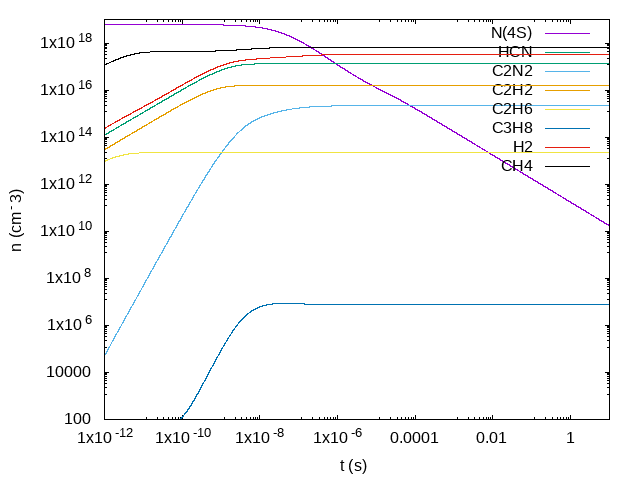 1x10 18
1x10 16
1x10 14
1x10 12
1x10 10
1x10 8
1x10 6
10000
100
n (cm-3)
N(4S)
HCN
C2N2
C2H2
C2H6
C3H8
H2
CH4
1x10-12 1x10-10 1x10-8 1x10-6 0.0001 0.01 1
t (s)